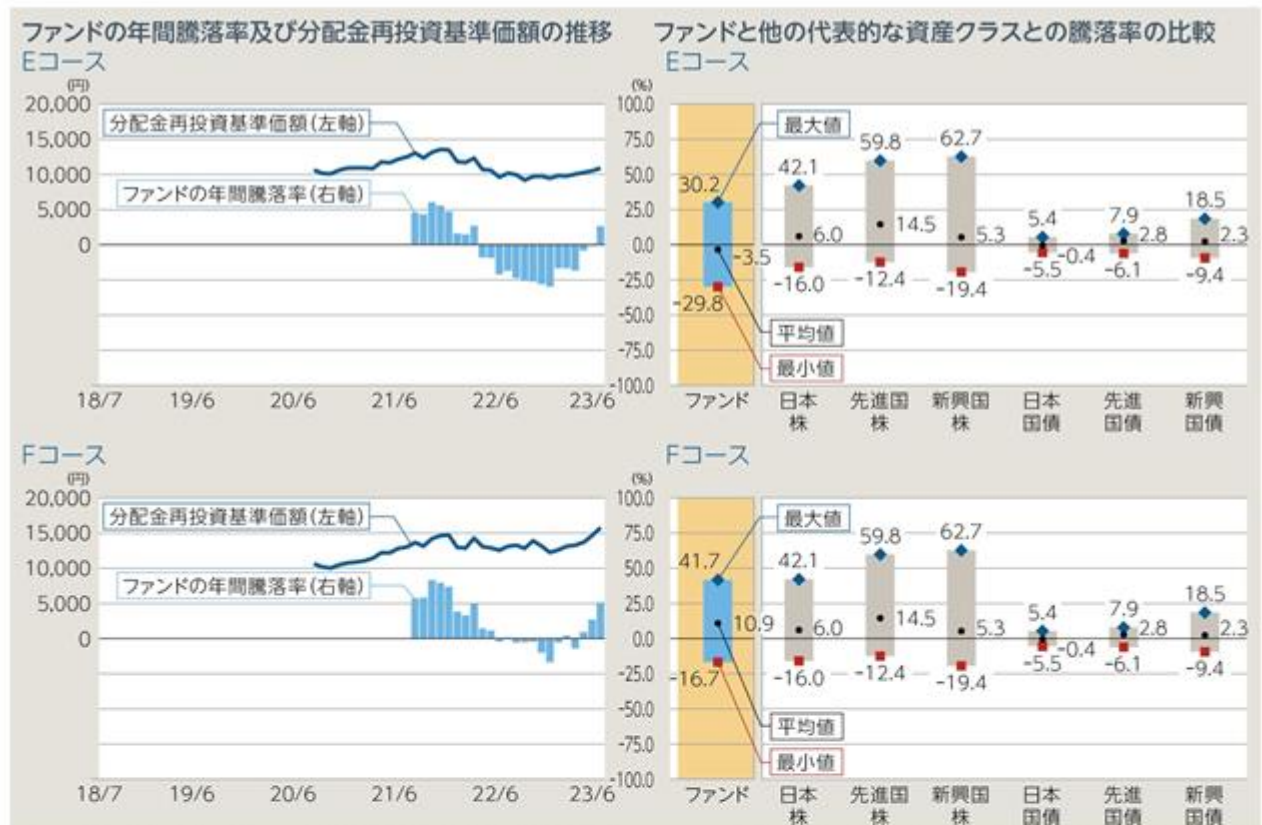 ファンドの年間騰落率及び分配金再投資基準価額の推移
Eコース
(円)
20,000
15,000
10,000
5,000
0
分配金再投資基準価額(左軸)
ファンドの年間騰落率(右軸)
(%)
100.0
75.0
50.0
25.0
0.0
-25.0
-50.0
-75.0
-100.0
18/7 19/6 20/6 21/6 22/6 23/6
ファンドと他の代表的な資産クラスとの騰落率の比較
Eコース
最大値
平均値
最小値
30.2 42.1 59.8 62.7 5.4 7.9 18.5
-3.5 6.0 14.5 5.3 -0.4 2.8 2.3
-29.8 -16.0 -12.4 -19.4 -5.5 -6.1 -9.4
ファンド 日本 先進国 新興国 日本 先進 新興
株 株 株 国債 国債 国債
Fコース
(円)
20,000
15,000
10,000
5,000
0
分配金再投資基準価額(左軸)
ファンドの年間騰落率(右軸)
(%)
100.0
75.0
50.0
25.0
0.0
-25.0
-50.0
-75.0
-100.0
18/7 19/6 20/6 21/6 22/6 23/6
Fコース
最大値
平均値
最小値
41.7 42.1 59.8 62.7 5.4 7.9 18.5
10.9 6.0 14.5 5.3 -0.4 2.8 2.3
-16.7 -16.0 -12.4 -19.4 -5.5 -6.1 -9.4
ファンド 日本 先進国 新興国 日本 先進 新興
株 株 株 国債 国債 国債